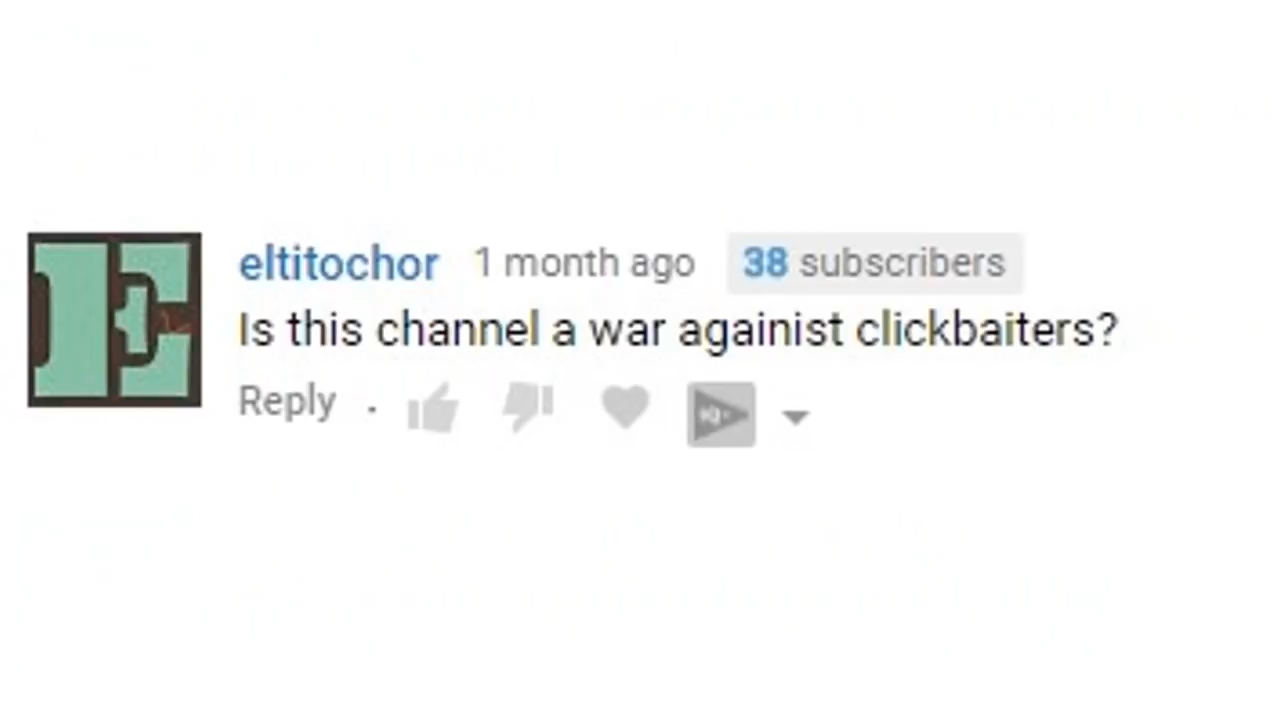 eltitochor 1 month ago 38 subscribers
Is this channel a war againist clickbaiters?
Reply .